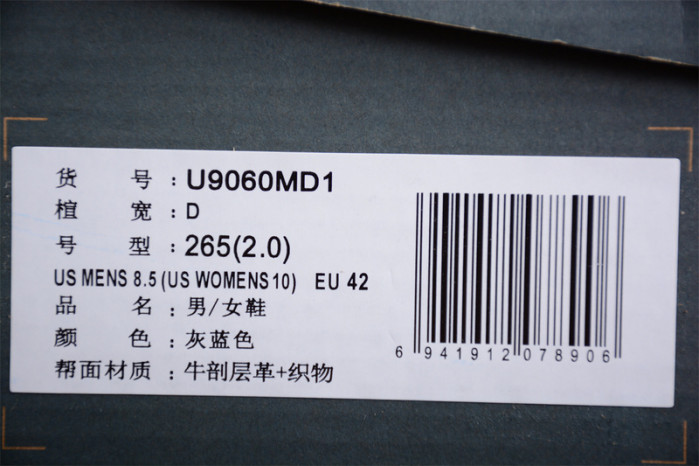 货 号 : U9060MD1
楦 宽 : D
号 型 : 265(2.0)
US MENS 8.5 (US WOMENS 10) EU 42
品 名 : 男/女鞋
颜 色 : 灰蓝色
帮面材质 : 牛剖层革+织物
6 941912 078906